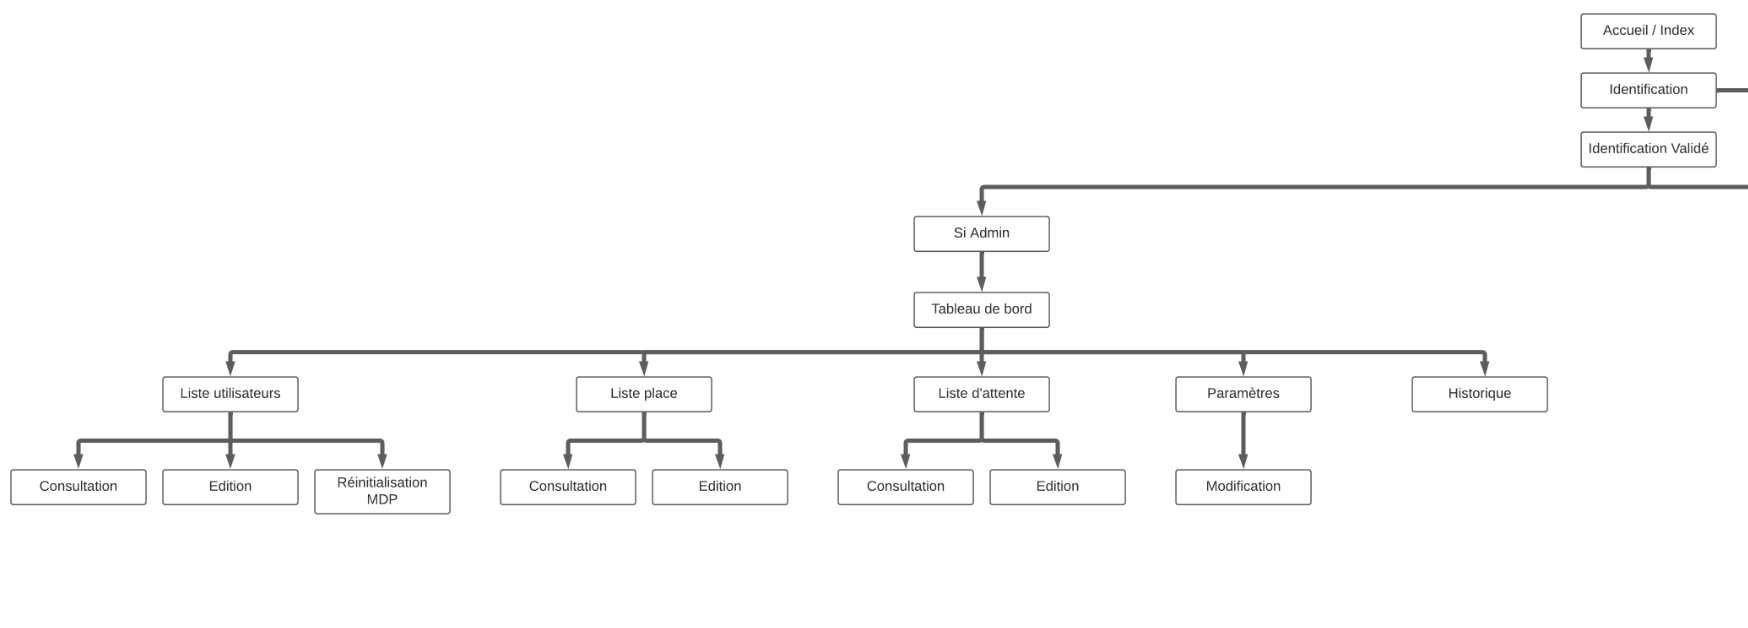 Accueil / Index
Identification
Identification Validé
Si Admin
Tableau de bord
Liste utilisateurs
Liste place
Liste d'attente
Paramètres
Historique
Consultation
Edition
Réinitialisation
MDP
Consultation
Edition
Consultation
Edition
Modification